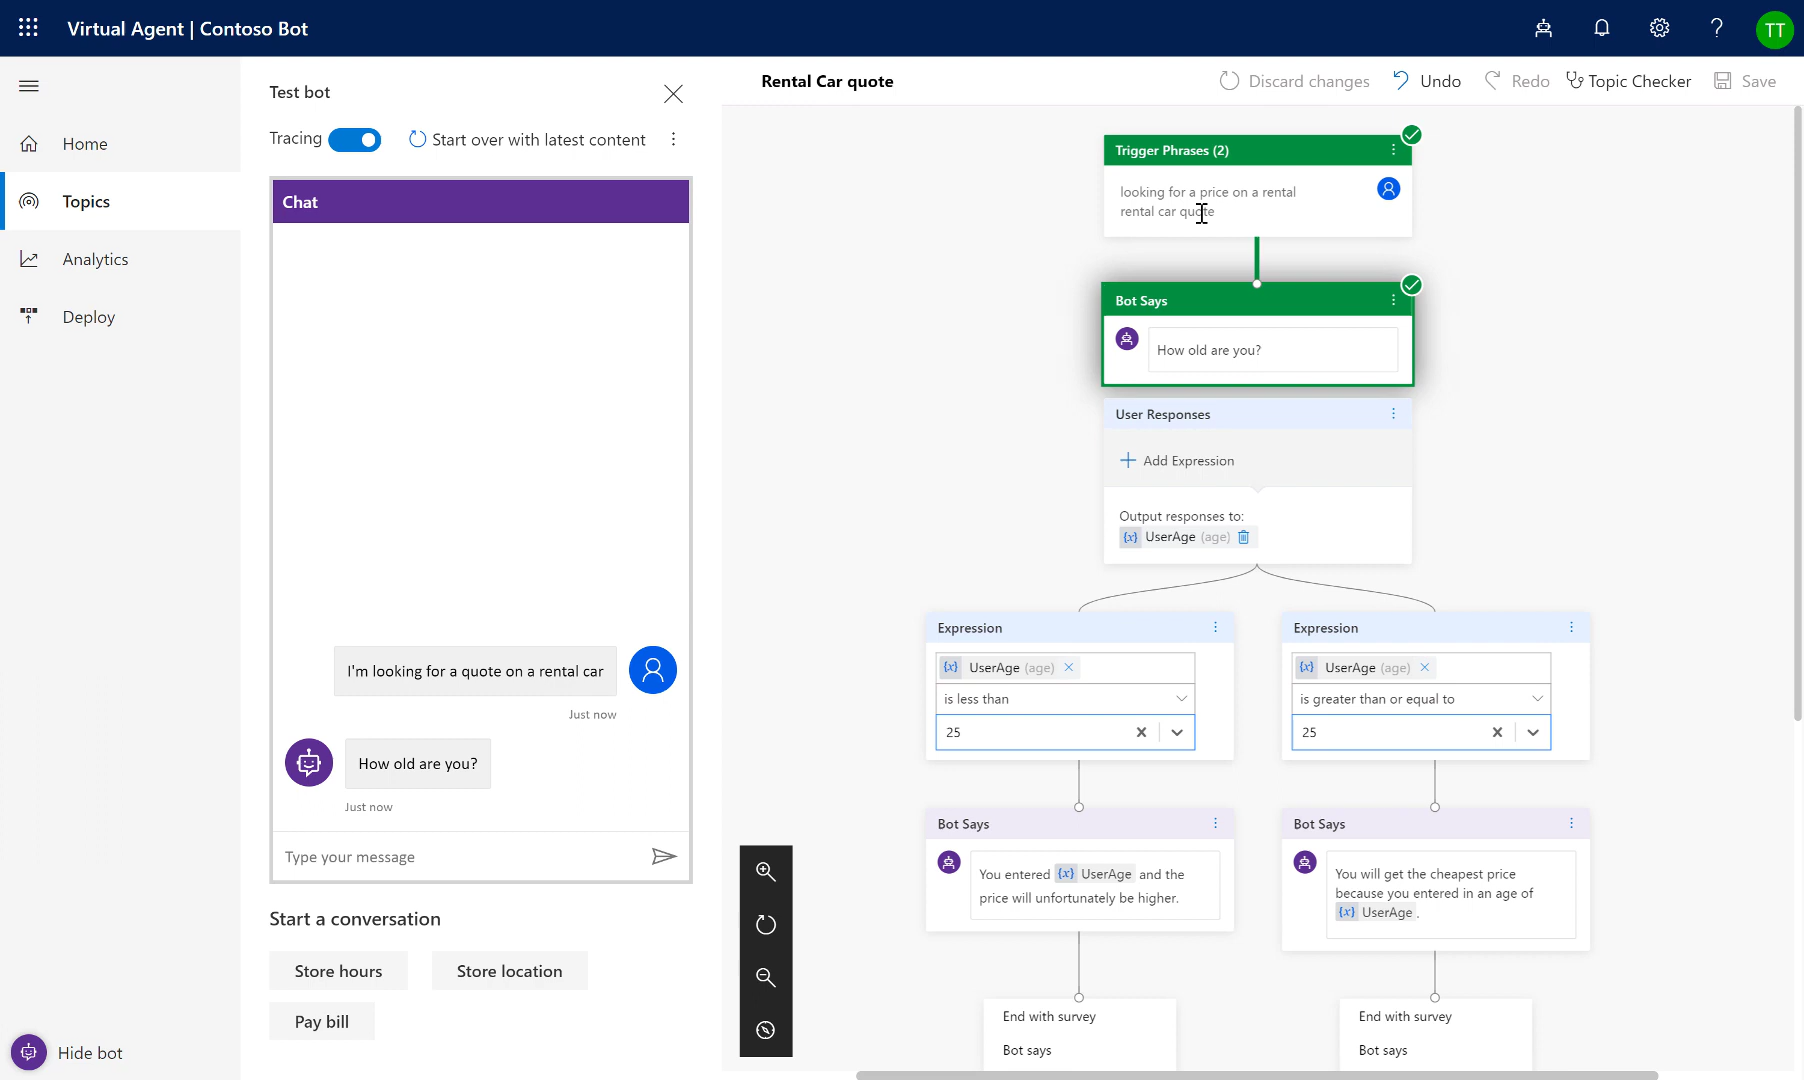 Virtual Agent | Contoso Bot
?
TT
Home
Topics
Analytics
Deploy
Hide bot
Test bot
Tracing
Start over with latest content
Chat
I'm looking for a quote on a rental car
Just now
How old are you?
Just now
Type your message
Start a conversation
Store hours
Store location
Pay bill
Rental Car quote
Discard changes
Undo
Redo
Topic Checker
Save
Trigger Phrases (2)
looking for a price on a rental
rental car quote
Bot Says
How old are you?
User Responses
Add Expression
Output responses to:
{x} UserAge (age)
Expression
{x} UserAge (age)
is less than
25
Bot Says
You entered {x} UserAge and the
price will unfortunately be higher.
End with survey
Bot says
Expression
{x} UserAge (age)
is greater than or equal to
25
Bot Says
You will get the cheapest price
because you entered in an age of
{x} UserAge .
End with survey
Bot says